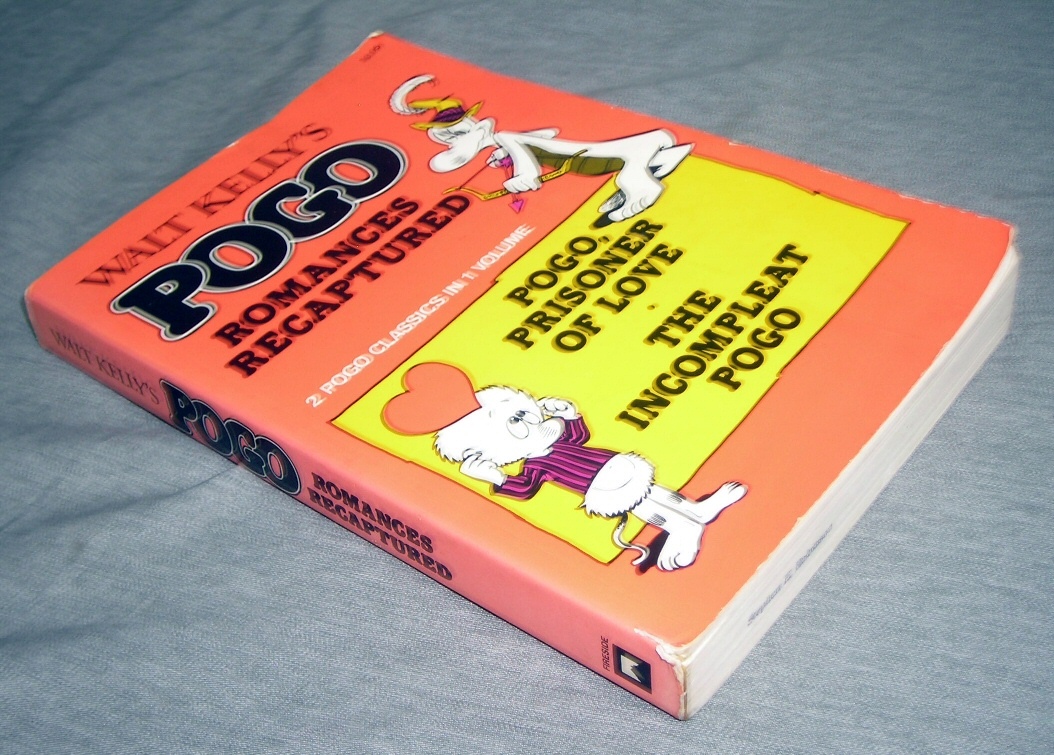 WALT KELLY'S
POGO
ROMANCES
RECAPTURED
2 POGO CLASSICS IN 1 VOLUME
POGO,
PRISONER
OF LOVE
THE
INCOMPLEAT
POGO
WALT KELLY'S
POGO
ROMANCES
RECAPTURED
FIRESIDE